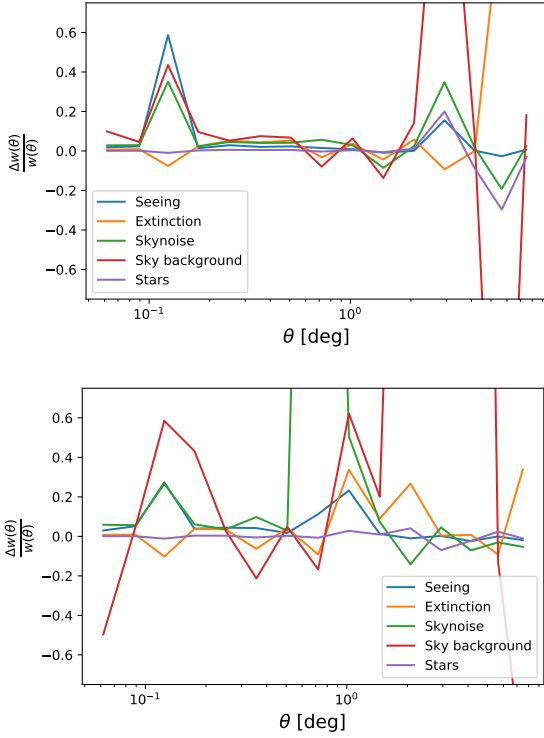 0.6
0.4
0.2
0.0
−0.2
−0.4
−0.6
Δw(θ)
w(θ)
Seeing
Extinction
Skynoise
Sky background
Stars
10⁻¹
10⁰
θ [deg]
0.6
0.4
0.2
0.0
−0.2
−0.4
−0.6
Δw(θ)
w(θ)
Seeing
Extinction
Skynoise
Sky background
Stars
10⁻¹
10⁰
θ [deg]